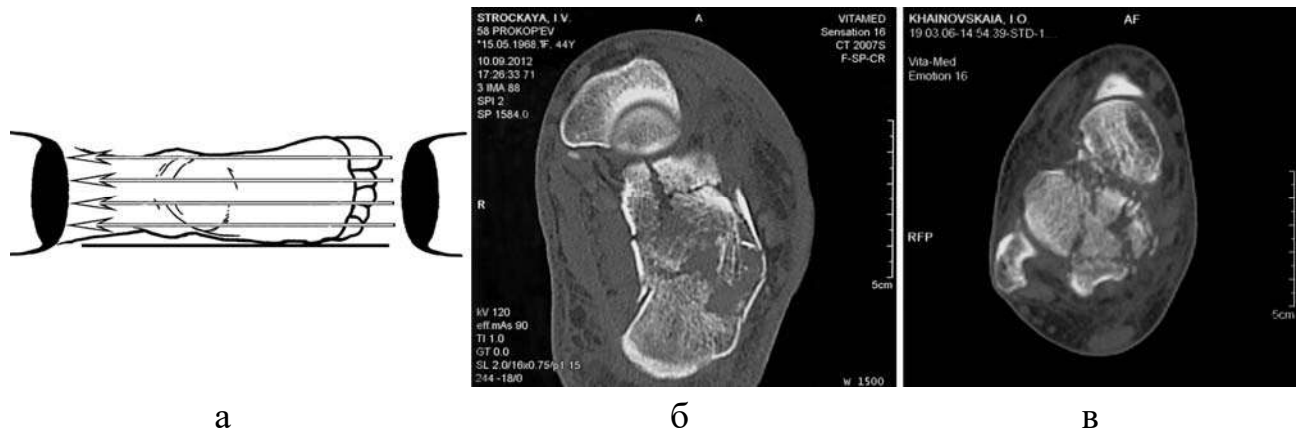 STROCKAYA, I.V.
58 PROKOP'EV
*15.05.1968, 1F, 44Y
10.09.2012
17:26:33 71
3 IMA 88
SPI 2
SP 1584.0
A
VITAMED
Sensation 16
CT 2007S
F-SP-CR
R
5cm
kV 120
eff.mAs 90
TI 1.0
GT 0.0
SL 2.0/16x0.75/p1.15
244 -18/0
W 1500
KHAINOVSKAIA, I.O.
19.03.06-14:54:39-STD-1...
Vita-Med
Emotion 16
AF
RFP
5cm
а
б
в